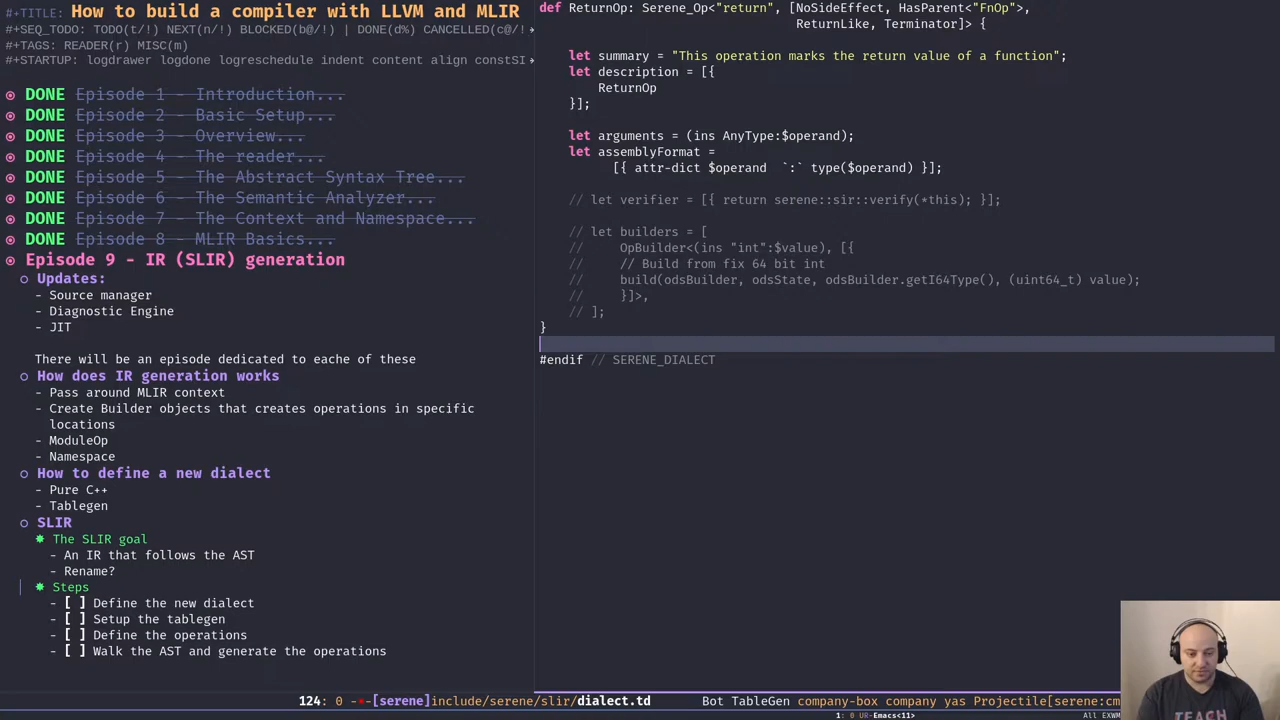 #+TITLE: How to build a compiler with LLVM and MLIR
#+SEQ_TODO: TODO(t/!) NEXT(n/!) BLOCKED(b@/!) | DONE(d%) CANCELLED(c@/!
#+TAGS: READER(r) MISC(m)
#+STARTUP: logdrawer logdone logreschedule indent content align constSI
DONE Episode 1 - Introduction...
DONE Episode 2 - Basic Setup...
DONE Episode 3 - Overview...
DONE Episode 4 - The reader...
DONE Episode 5 - The Abstract Syntax Tree...
DONE Episode 6 - The Semantic Analyzer...
DONE Episode 7 - The Context and Namespace...
DONE Episode 8 - MLIR Basics...
Episode 9 - IR (SLIR) generation
Updates:
- Source manager
- Diagnostic Engine
- JIT
There will be an episode dedicated to eache of these
How does IR generation works
- Pass around MLIR context
- Create Builder objects that creates operations in specific
locations
- ModuleOp
- Namespace
How to define a new dialect
- Pure C++
- Tablegen
SLIR
The SLIR goal
- An IR that follows the AST
- Rename?
Steps
- [ ] Define the new dialect
- [ ] Setup the tablegen
- [ ] Define the operations
- [ ] Walk the AST and generate the operations
def ReturnOp: Serene_Op<"return", [NoSideEffect, HasParent<"FnOp">,
ReturnLike, Terminator]> {
let summary = "This operation marks the return value of a function";
let description = [{
ReturnOp
}];
let arguments = (ins AnyType:$operand);
let assemblyFormat =
[{ attr-dict $operand `:` type($operand) }];
// let verifier = [{ return serene::sir::verify(*this); }];
// let builders = [
// OpBuilder<(ins "int":$value), [{
// // Build from fix 64 bit int
// build(odsBuilder, odsState, odsBuilder.getI64Type(), (uint64_t) value);
// }]>,
// ];
}
#endif // SERENE_DIALECT
124: 0 -*-[serene]include/serene/slir/dialect.td Bot TableGen company-box company yas Projectile[serene:cm
1: 0 UR-Emacs<11> All EXWM
TEACH